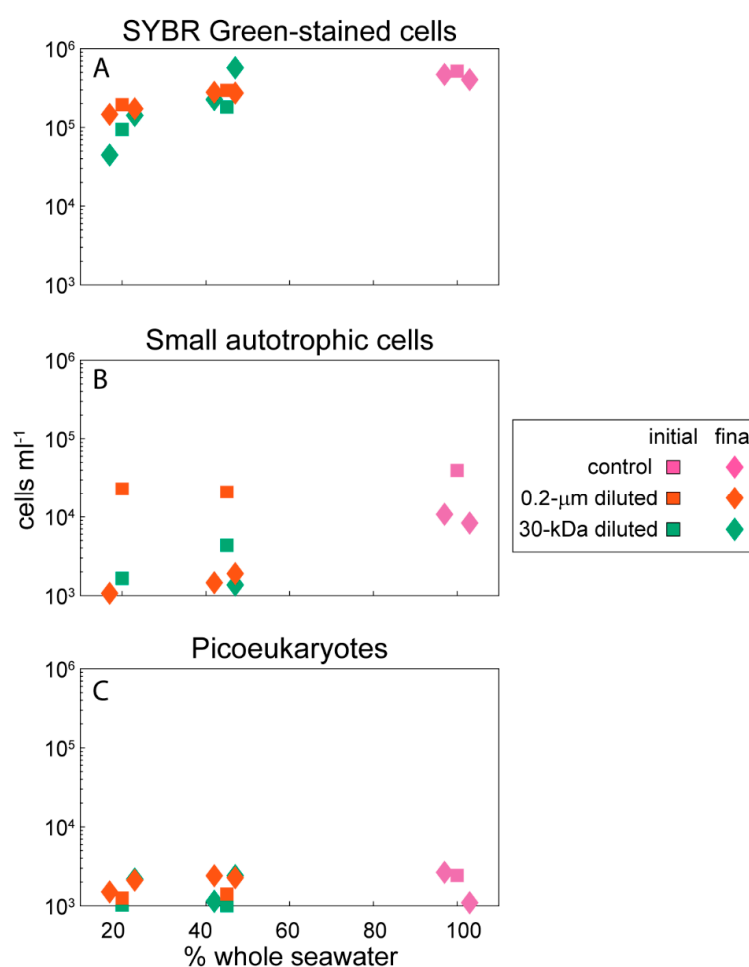 SYBR Green-stained cells
A
10⁶
10⁵
10⁴
10³
Small autotrophic cells
B
10⁶
10⁵
10⁴
10³
cells ml⁻¹
initial fina
control
0.2-μm diluted
30-kDa diluted
Picoeukaryotes
C
10⁶
10⁵
10⁴
10³
20 40 60 80 100
% whole seawater